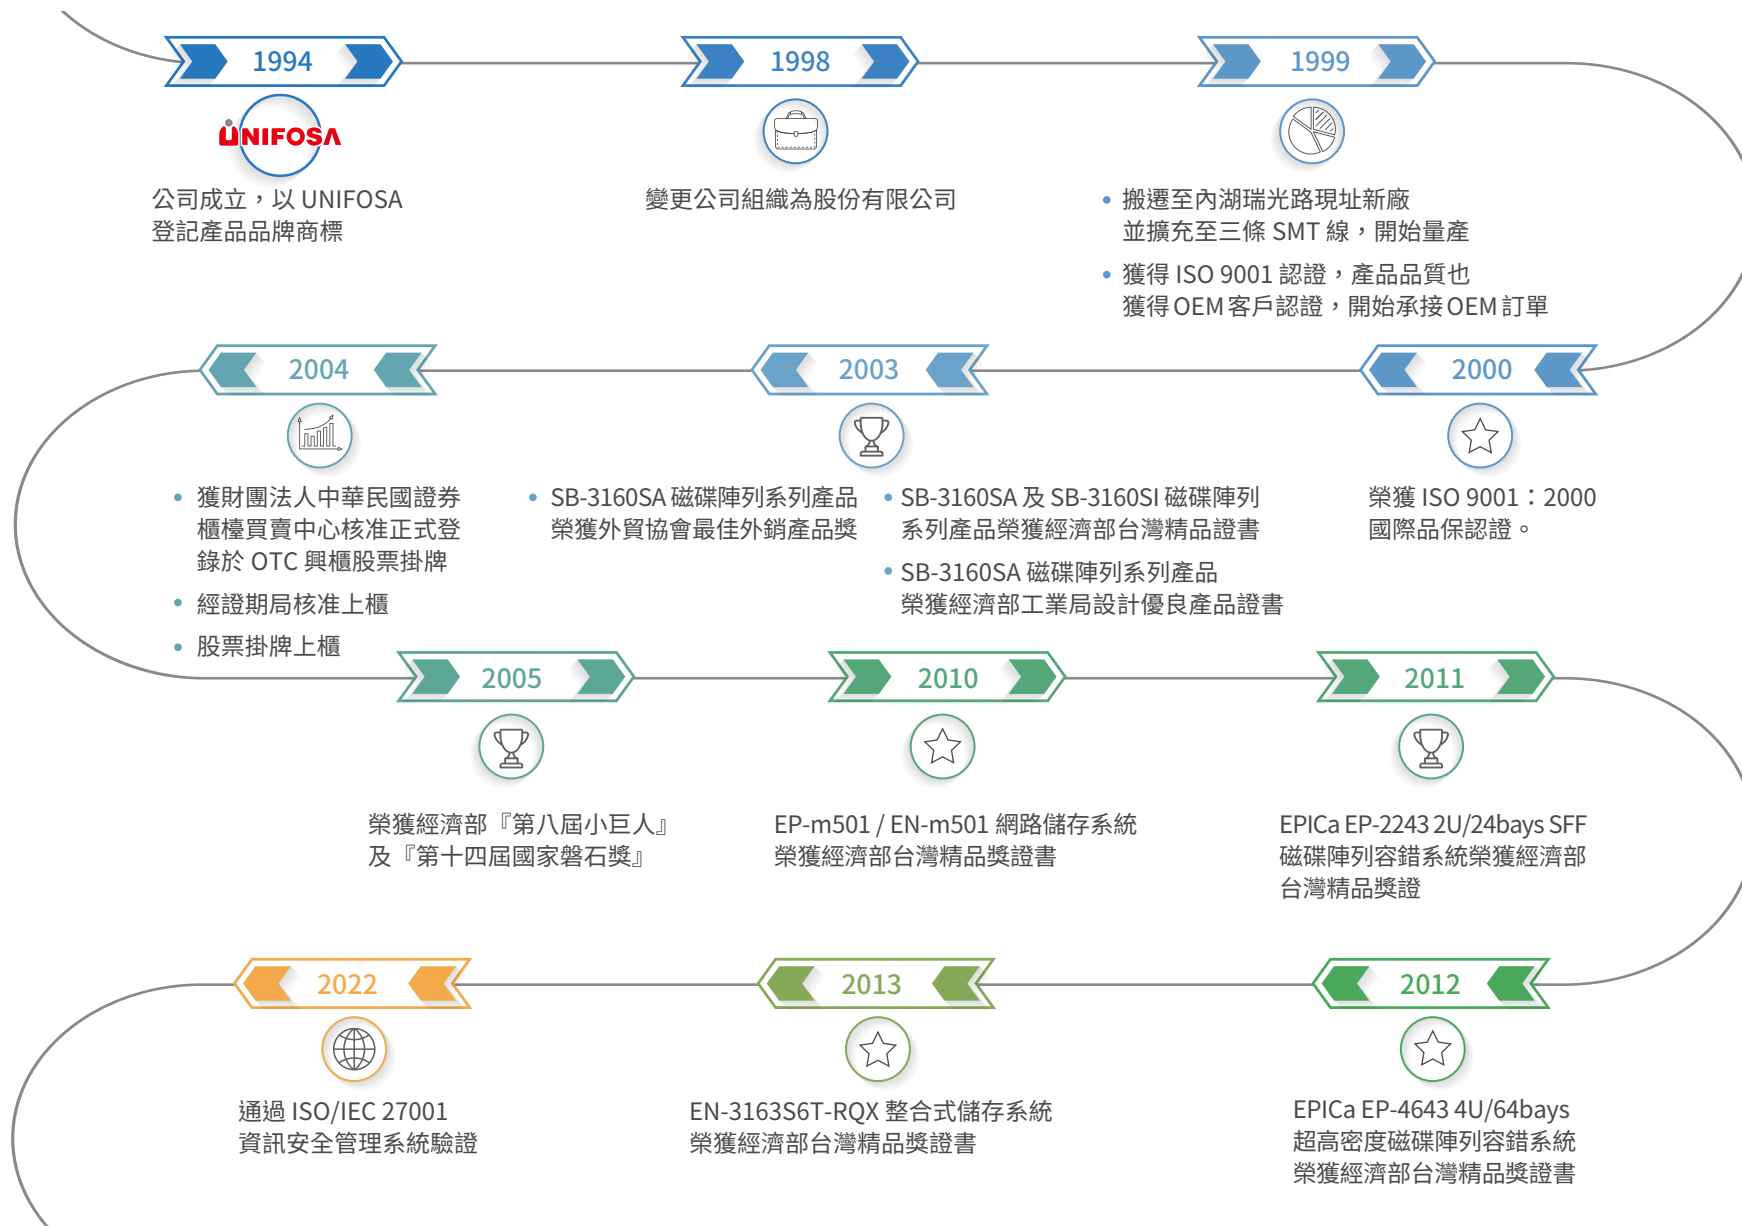 1994
UNIFOSA
公司成立，以 UNIFOSA
登記產品品牌商標
1998
變更公司組織為股份有限公司
1999
• 搬遷至內湖瑞光路現址新廠
並擴充至三條 SMT 線，開始量產
• 獲得 ISO 9001 認證，產品品質也
獲得 OEM 客戶認證，開始承接 OEM 訂單
2000
榮獲 ISO 9001：2000
國際品保認證。
2003
• SB-3160SA 磁碟陣列系列產品
榮獲外貿協會最佳外銷產品獎
• SB-3160SA 及 SB-3160SI 磁碟陣列
系列產品榮獲經濟部台灣精品證書
• SB-3160SA 磁碟陣列系列產品
榮獲經濟部工業局設計優良產品證書
2004
• 獲財團法人中華民國證券
櫃檯買賣中心核准正式登
錄於 OTC 興櫃股票掛牌
• 經證期局核准上櫃
• 股票掛牌上櫃
2005
榮獲經濟部『第八屆小巨人』
及『第十四屆國家磐石獎』
2010
EP-m501 / EN-m501 網路儲存系統
榮獲經濟部台灣精品獎證書
2011
EPICa EP-2243 2U/24bays SFF
磁碟陣列容錯系統榮獲經濟部
台灣精品獎證
2012
EPICa EP-4643 4U/64bays
超高密度磁碟陣列容錯系統
榮獲經濟部台灣精品獎證書
2013
EN-3163S6T-RQX 整合式儲存系統
榮獲經濟部台灣精品獎證書
2022
通過 ISO/IEC 27001
資訊安全管理系統驗證